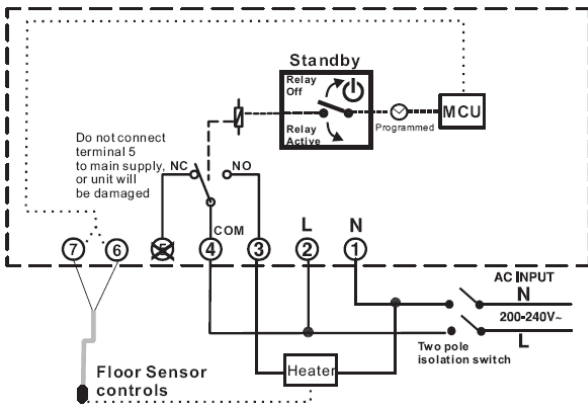 Standby
Relay
Off
Relay
Active
Programmed
MCU
Do not connect
terminal 5
to main supply,
or unit will
be damaged
NC
NO
COM
L
N
7
6
5
4
3
2
1
AC INPUT
N
200-240V~
L
Two pole
isolation switch
Heater
Floor Sensor
controls